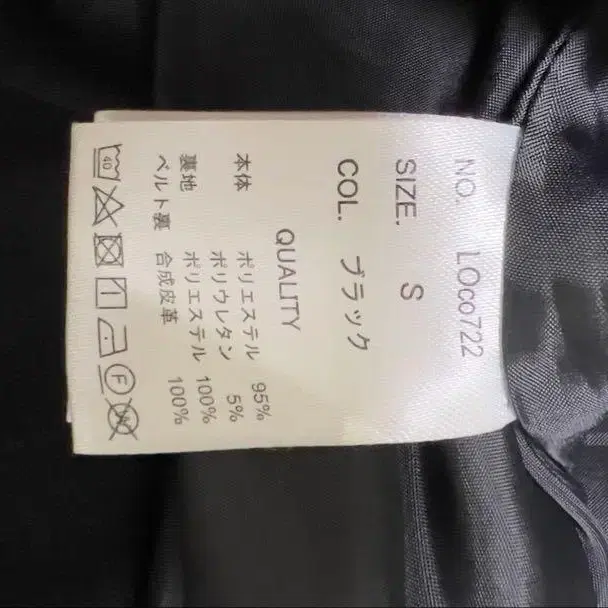 NO. LOco722
SIZE. S
COL. ブラック
QUALITY
本体 ポリエステル 95%
ポリウレタン 5%
裏地 ポリエステル 100%
ベルト裏 合成皮革 100%
40
F
W